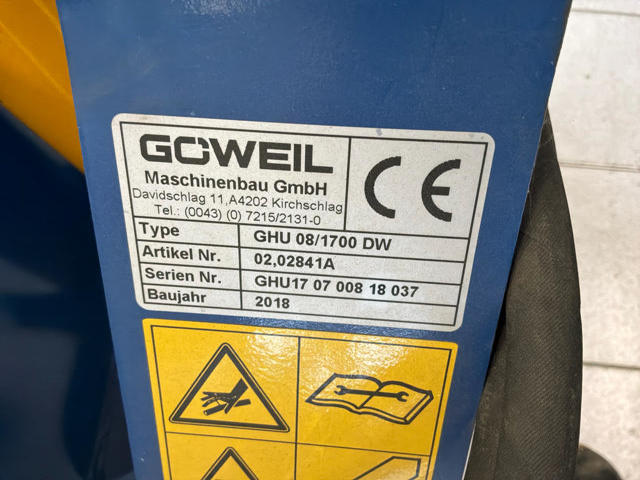 GÖWEIL
Maschinenbau GmbH
Davidschlag 11,A4202 Kirchschlag
Tel.: (0043) (0) 7215/2131-0
CE
Type GHU 08/1700 DW
Artikel Nr. 02,02841A
Serien Nr. GHU17 07 008 18 037
Baujahr 2018